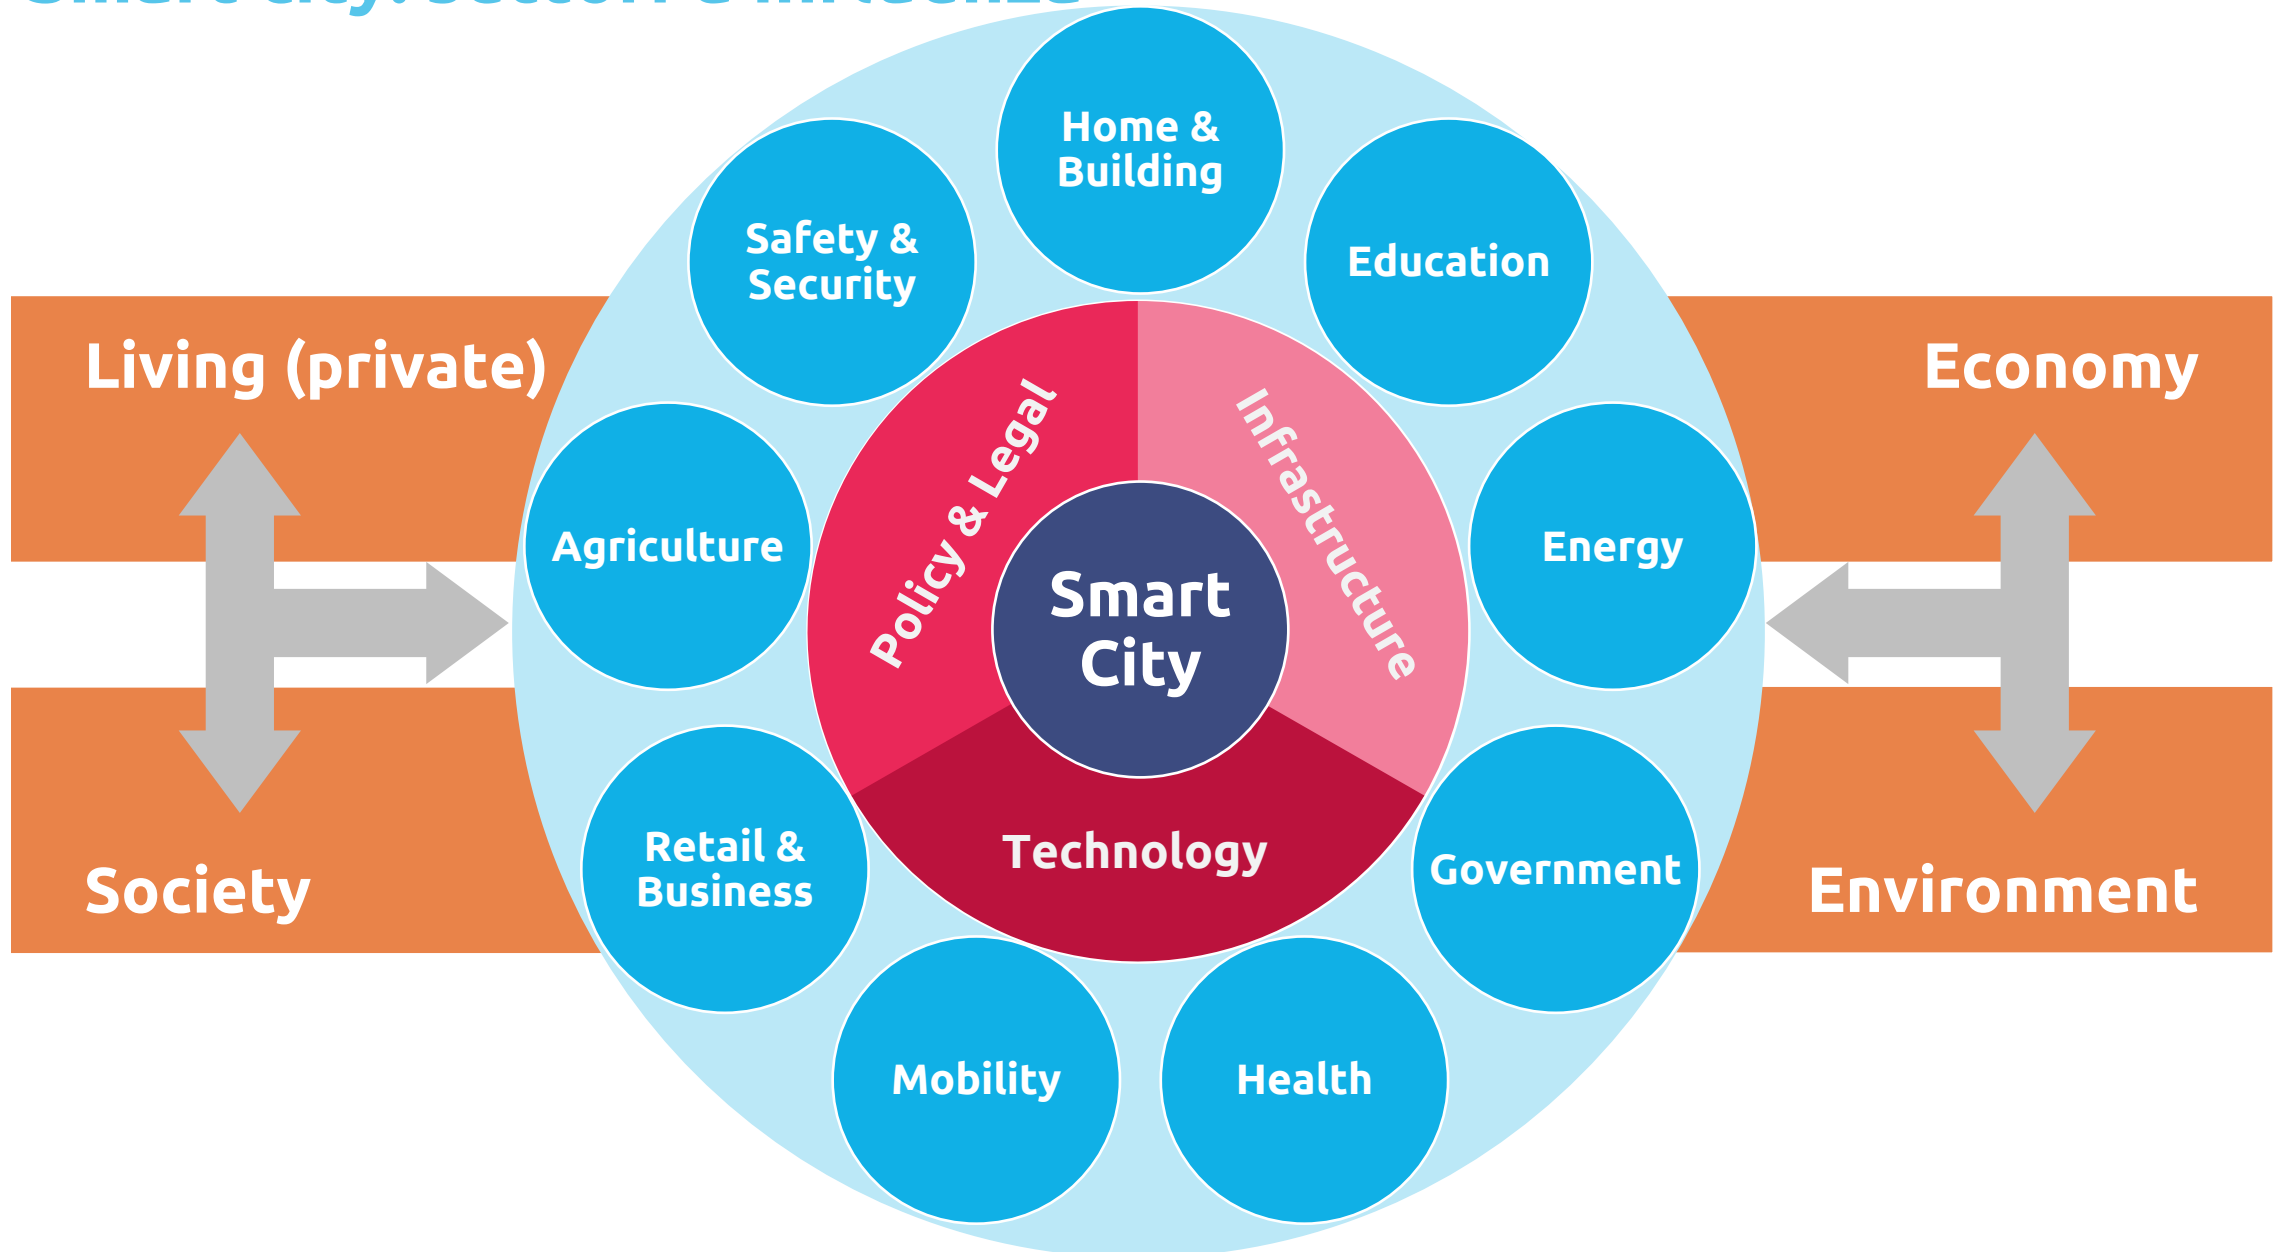 Home &
Building
Safety &
Security
Education
Living (private)
Economy
Policy & Legal
Infrastructure
Agriculture
Energy
Smart
City
Retail &
Business
Technology
Government
Society
Environment
Mobility
Health